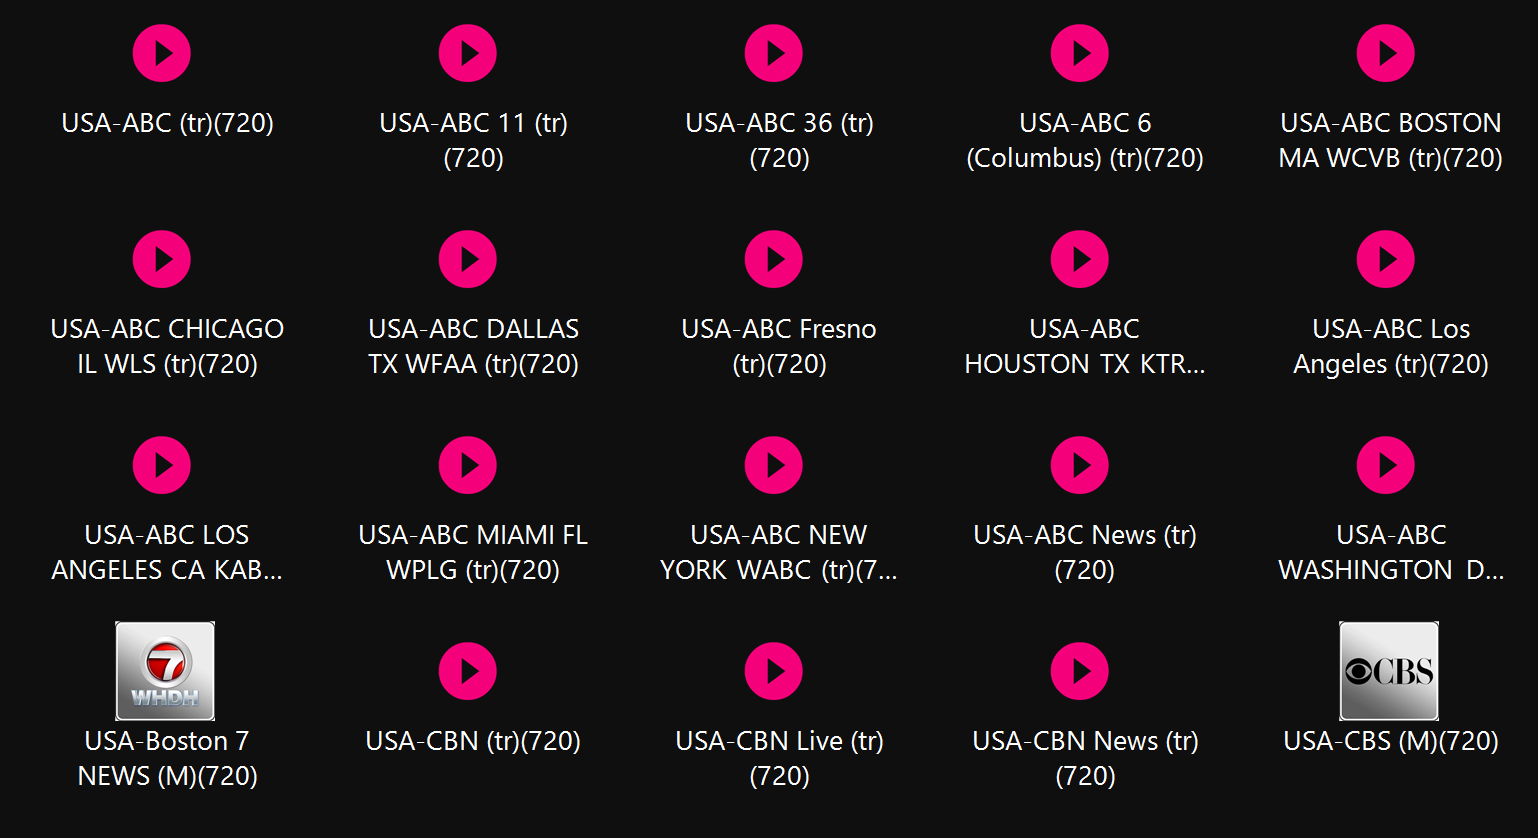 USA-ABC (tr)(720)
USA-ABC 11 (tr)
(720)
USA-ABC 36 (tr)
(720)
USA-ABC 6
(Columbus) (tr)(720)
USA-ABC BOSTON
MA WCVB (tr)(720)
USA-ABC CHICAGO
IL WLS (tr)(720)
USA-ABC DALLAS
TX WFAA (tr)(720)
USA-ABC Fresno
(tr)(720)
USA-ABC
HOUSTON TX KTR...
USA-ABC Los
Angeles (tr)(720)
USA-ABC LOS
ANGELES CA KAB...
USA-ABC MIAMI FL
WPLG (tr)(720)
USA-ABC NEW
YORK WABC (tr)(7...
USA-ABC News (tr)
(720)
USA-ABC
WASHINGTON D...
7
WHDH
USA-Boston 7
NEWS (M)(720)
USA-CBN (tr)(720)
USA-CBN Live (tr)
(720)
USA-CBN News (tr)
(720)
CBS
USA-CBS (M)(720)